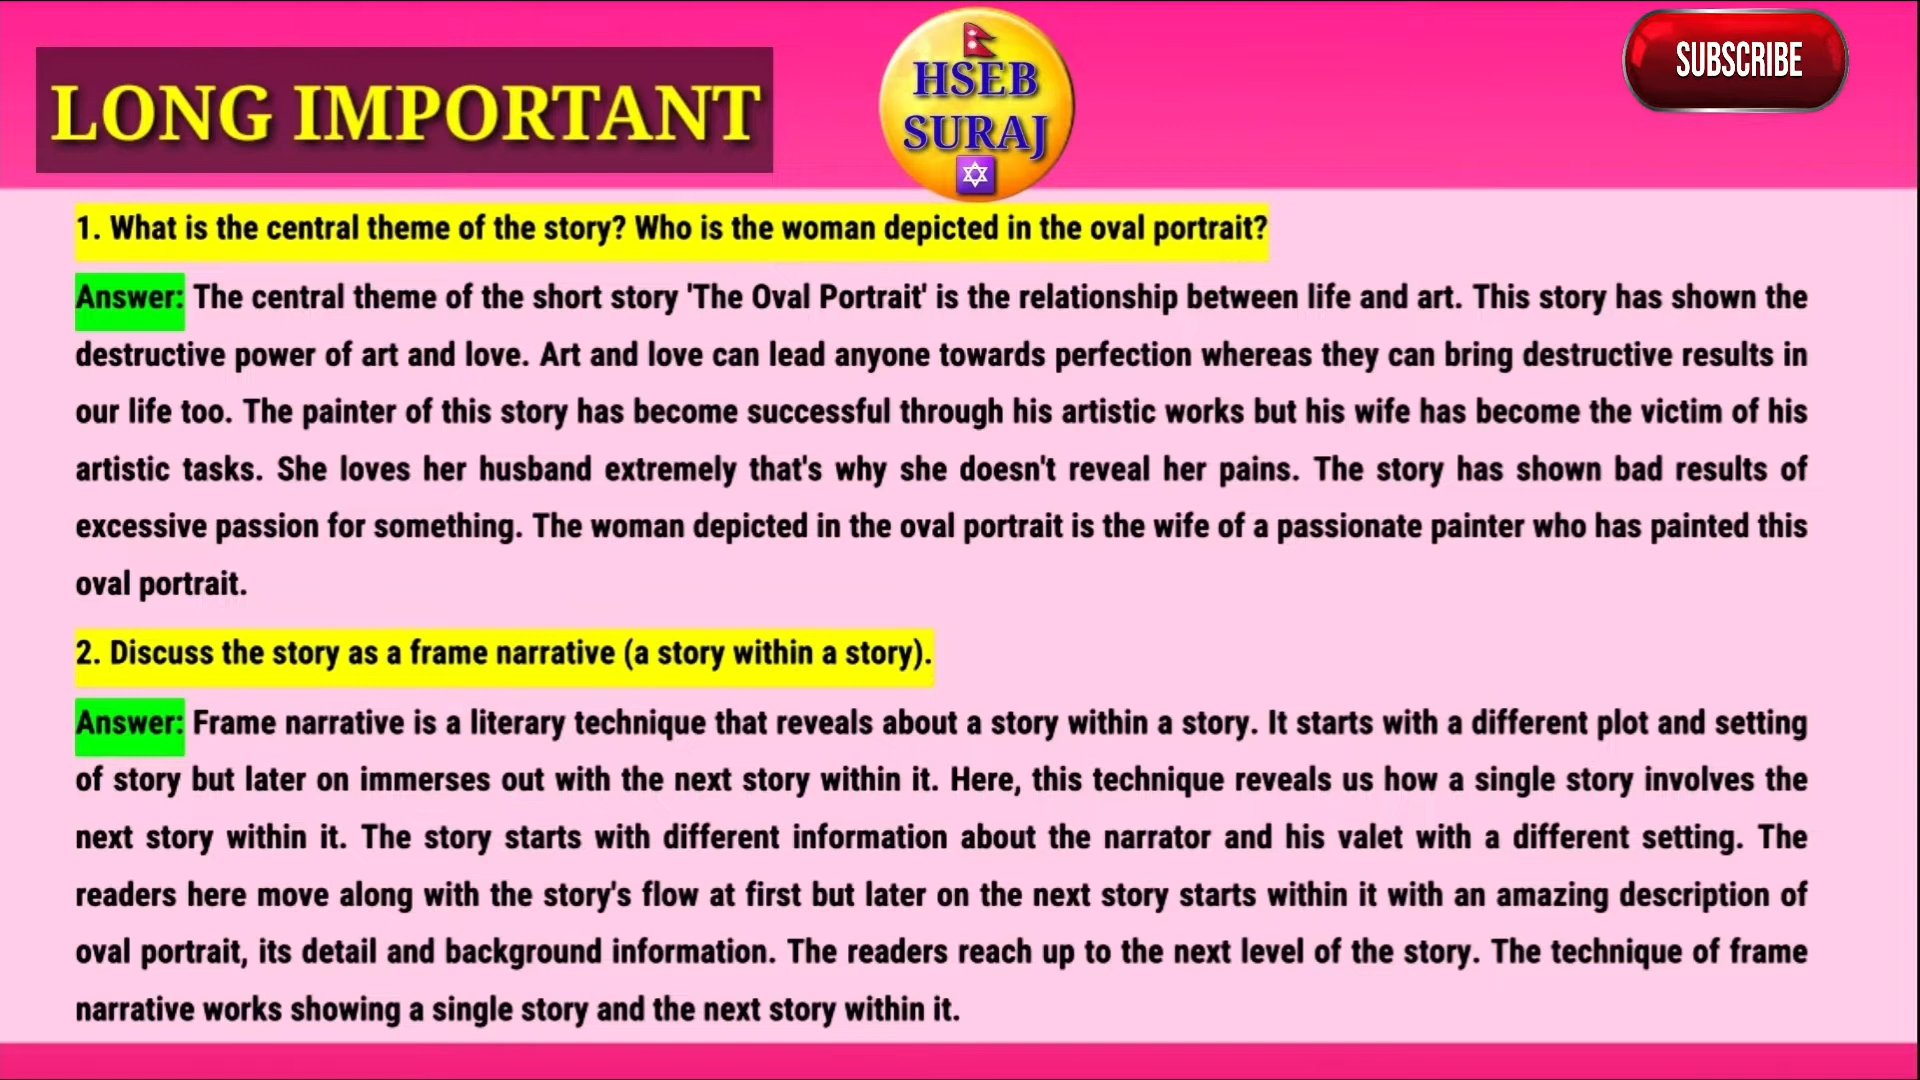 LONG IMPORTANT
HSEB
SURAJ
SUBSCRIBE
1. What is the central theme of the story? Who is the woman depicted in the oval portrait?
Answer: The central theme of the short story 'The Oval Portrait' is the relationship between life and art. This story has shown the
destructive power of art and love. Art and love can lead anyone towards perfection whereas they can bring destructive results in
our life too. The painter of this story has become successful through his artistic works but his wife has become the victim of his
artistic tasks. She loves her husband extremely that's why she doesn't reveal her pains. The story has shown bad results of
excessive passion for something. The woman depicted in the oval portrait is the wife of a passionate painter who has painted this
oval portrait.
2. Discuss the story as a frame narrative (a story within a story).
Answer: Frame narrative is a literary technique that reveals about a story within a story. It starts with a different plot and setting
of story but later on immerses out with the next story within it. Here, this technique reveals us how a single story involves the
next story within it. The story starts with different information about the narrator and his valet with a different setting. The
readers here move along with the story's flow at first but later on the next story starts within it with an amazing description of
oval portrait, its detail and background information. The readers reach up to the next level of the story. The technique of frame
narrative works showing a single story and the next story within it.